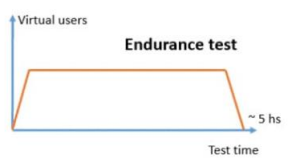 Virtual users
Endurance test
~ 5 hs
Test time